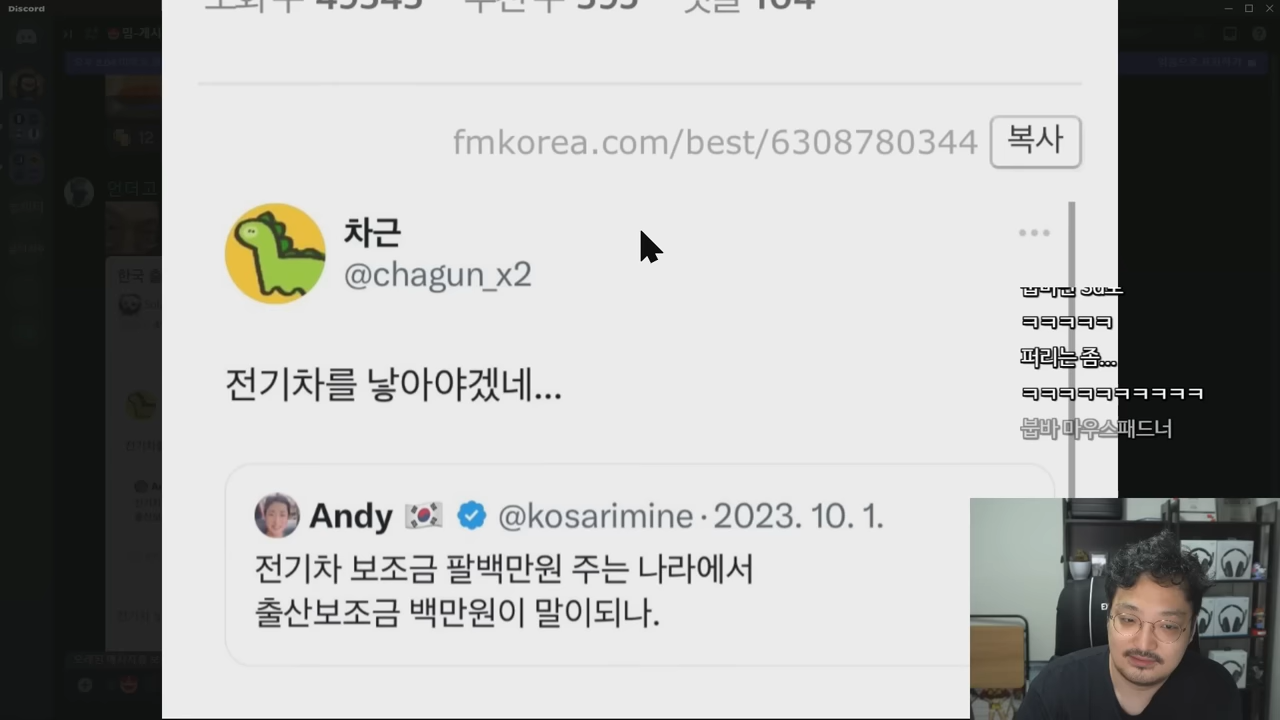 Discord
fmkorea.com/best/6308780344 복사
차근
@chagun_x2
전기차를 낳아야겠네...
Andy 🇰🇷 @kosarimine · 2023. 10. 1.
전기차 보조금 팔백만원 주는 나라에서
출산보조금 백만원이 말이되나.
ㅋㅋㅋㅋㅋ
퍼리는 좀...
ㅋㅋㅋㅋㅋㅋㅋㅋㅋㅋ
붑바 마우스패드너